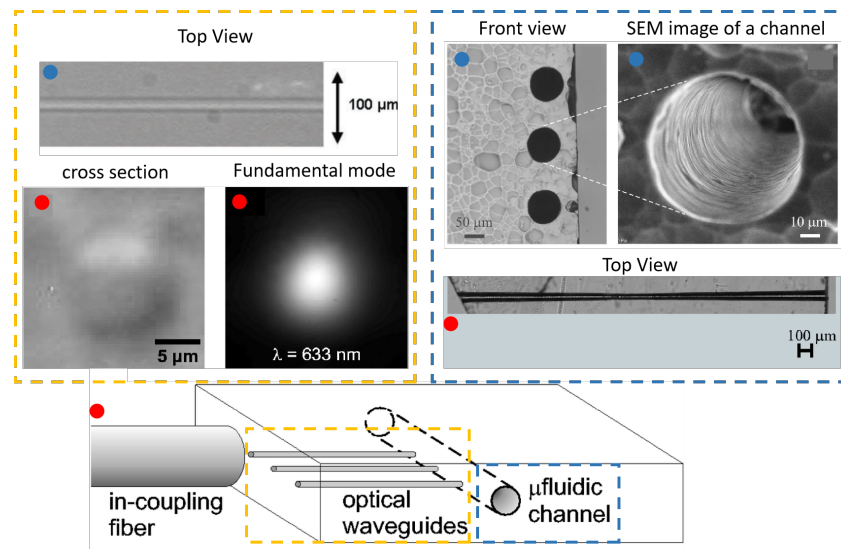 Top View
100 μm
cross section
Fundamental mode
5 μm
λ = 633 nm
Front view
SEM image of a channel
50 μm
10 μm
Top View
100 μm
in-coupling
fiber
optical
waveguides
μfluidic
channel